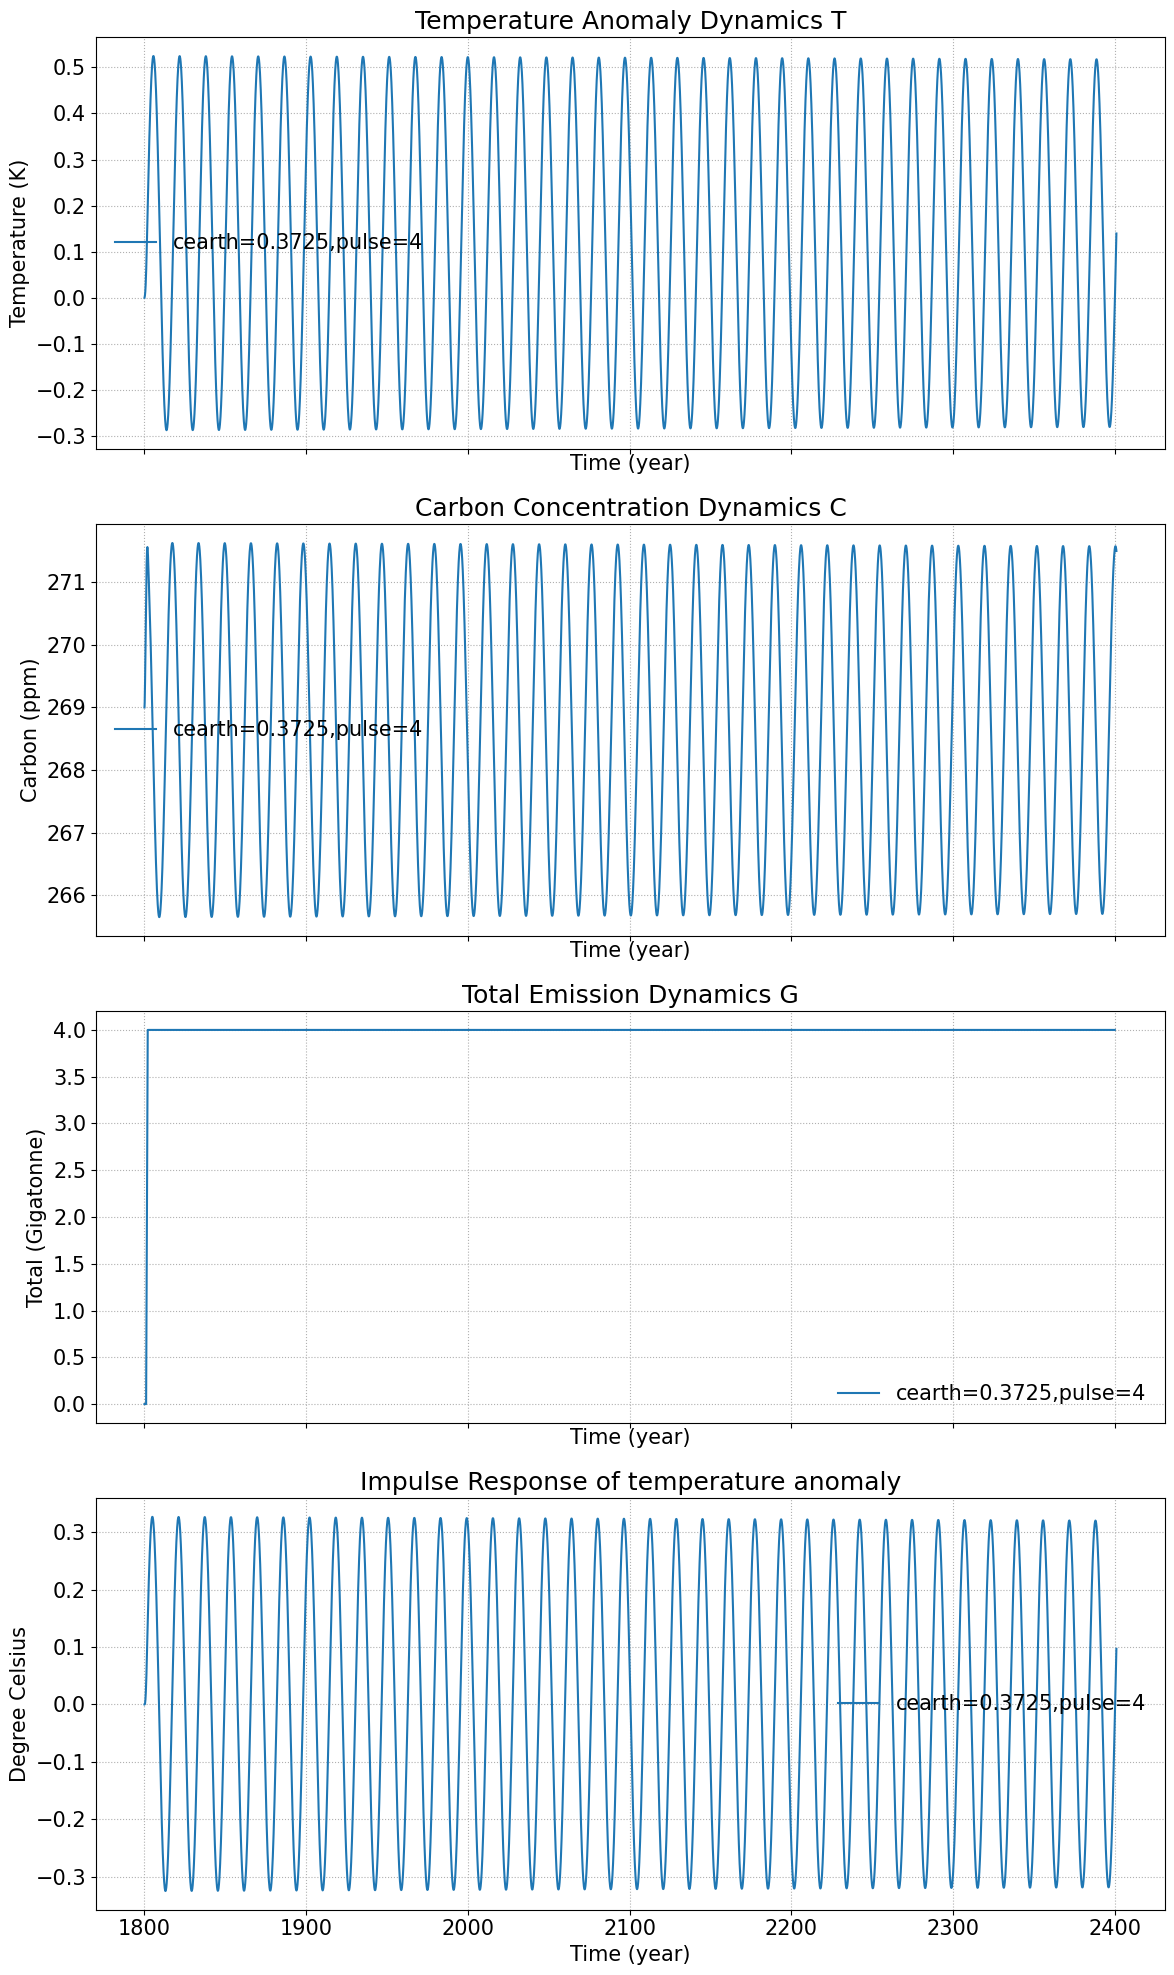 Temperature Anomaly Dynamics T
Temperature (K)
0.5
0.4
0.3
0.2
0.1
0.0
−0.1
−0.2
−0.3
cearth=0.3725,pulse=4
Time (year)
Carbon Concentration Dynamics C
Carbon (ppm)
271
270
269
268
267
266
cearth=0.3725,pulse=4
Time (year)
Total Emission Dynamics G
Total (Gigatonne)
4.0
3.5
3.0
2.5
2.0
1.5
1.0
0.5
0.0
cearth=0.3725,pulse=4
Time (year)
Impulse Response of temperature anomaly
Degree Celsius
0.3
0.2
0.1
0.0
−0.1
−0.2
−0.3
cearth=0.3725,pulse=4
1800 1900 2000 2100 2200 2300 2400
Time (year)